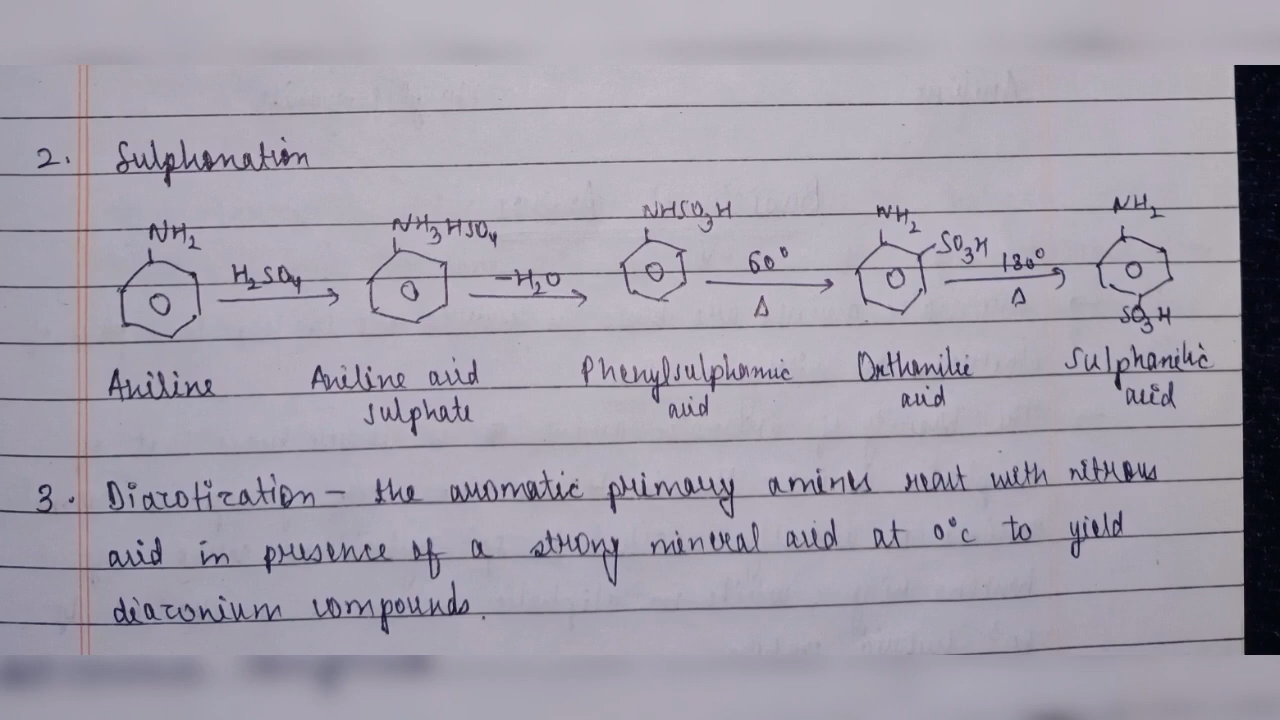 2. Sulphonation
NH2 NH3HSO4 NHSO3H NH2 NH2
H2SO4 -H2O 60° SO3H 180°
Δ Δ SO3H
Aniline Aniline acid Phenylsulphamic Orthanilic Sulphanilic
sulphate acid acid acid
3. Diazotization - the aromatic primary amines react with nitrous
acid in presence of a strong mineral acid at 0°c to yield
diazonium compounds.